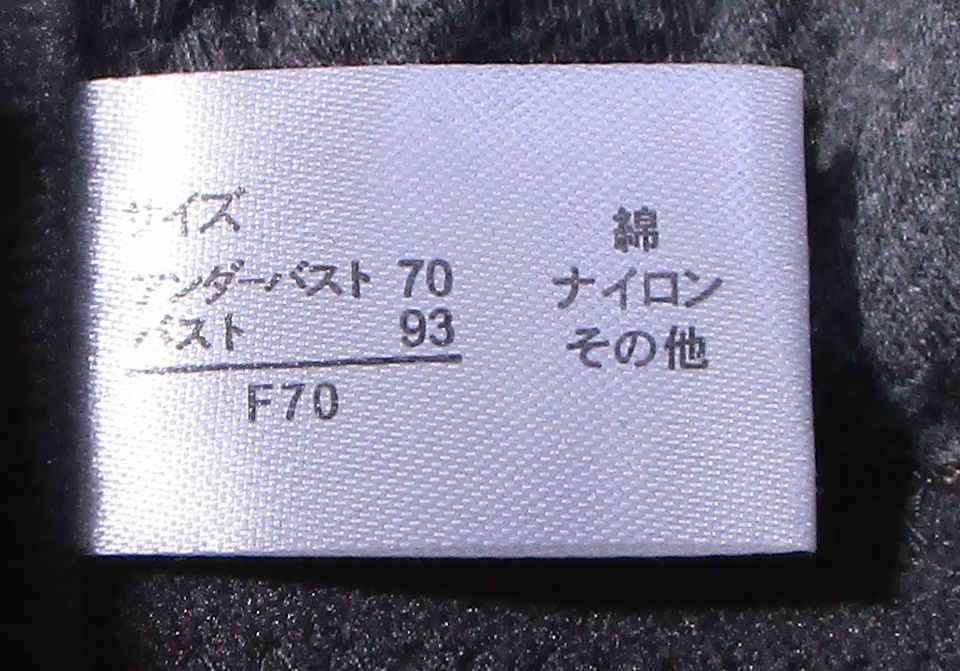 サイズ
アンダーバスト 70
バスト 93
F70
綿
ナイロン
その他